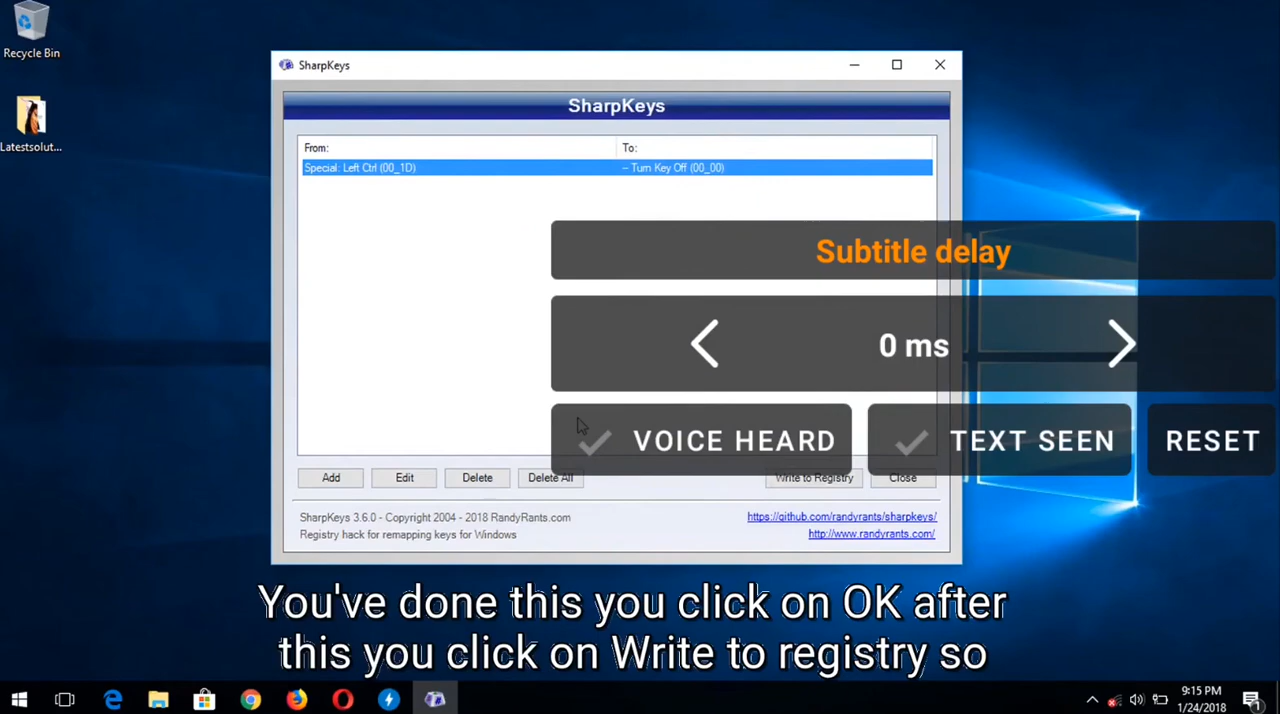 Recycle Bin
Latestsolut...
SharpKeys
SharpKeys
From: To:
Special: Left Ctrl (00_1D) -- Turn Key Off (00_00)
Subtitle delay
0 ms
VOICE HEARD TEXT SEEN RESET
Add Edit Delete Delete All Write to Registry Close
SharpKeys 3.6.0 - Copyright 2004 - 2018 RandyRants.com https://github.com/randyrants/sharpkeys/
Registry hack for remapping keys for Windows http://www.randyrants.com/
You've done this you click on OK after
this you click on Write to registry so
9:15 PM
1/24/2018
1